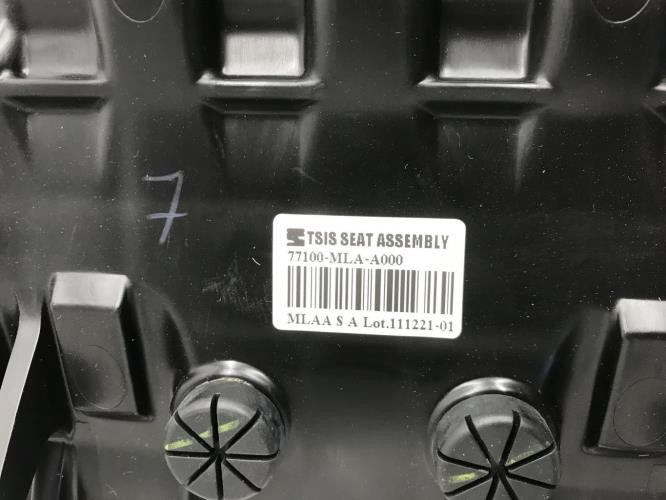 7
TSIS SEAT ASSEMBLY
77100-MLA-A000
MLAA S A Lot.111221-01